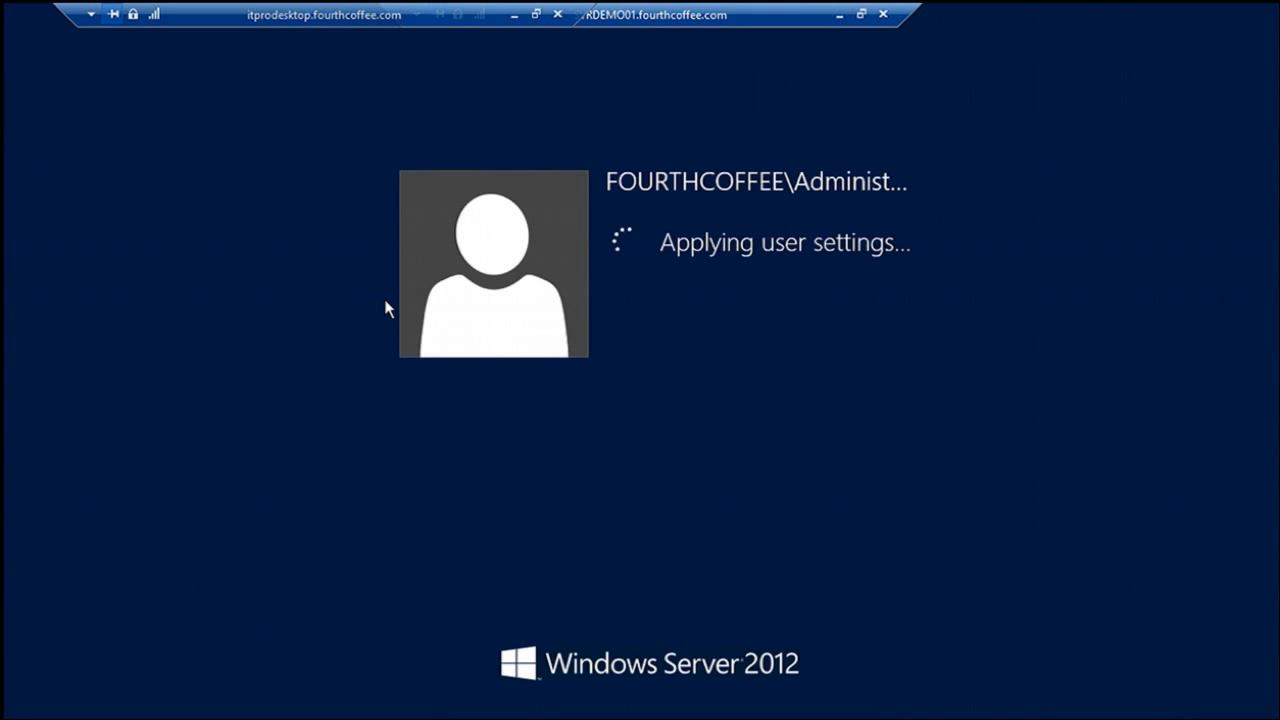 itprodesktop.fourthcoffee.com
RDEMO01.fourthcoffee.com
FOURTHCOFFEE\Administ...
Applying user settings...
Windows Server 2012